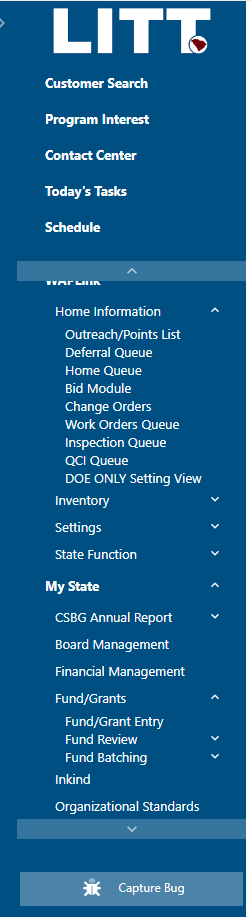 LITT
Customer Search
Program Interest
Contact Center
Today's Tasks
Schedule
WAPLink
Home Information
Outreach/Points List
Deferral Queue
Home Queue
Bid Module
Change Orders
Work Orders Queue
Inspection Queue
QCI Queue
DOE ONLY Setting View
Inventory
Settings
State Function
My State
CSBG Annual Report
Board Management
Financial Management
Fund/Grants
Fund/Grant Entry
Fund Review
Fund Batching
Inkind
Organizational Standards
Capture Bug